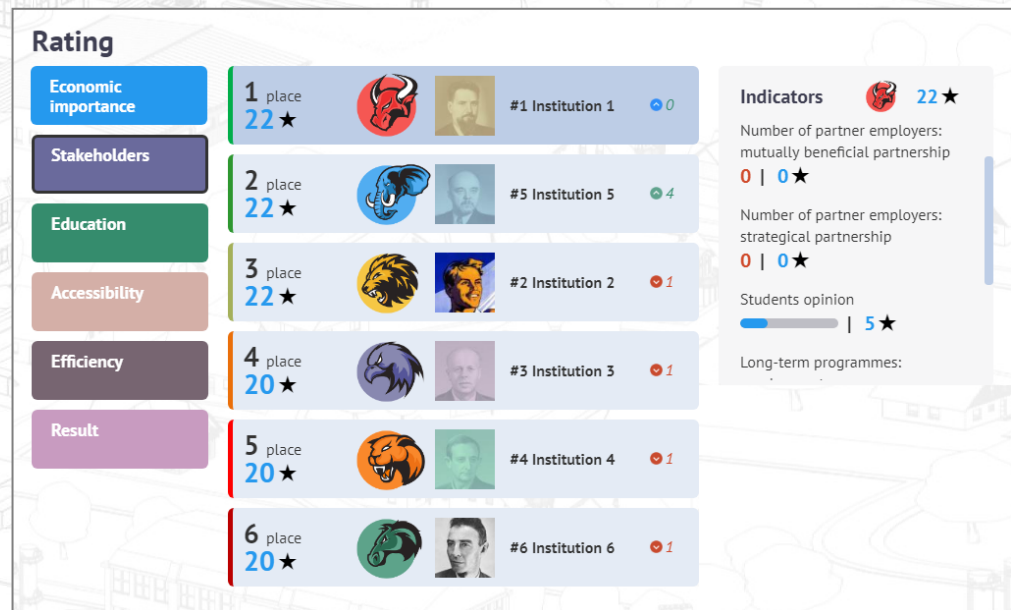 Rating
Economic
importance
Stakeholders
Education
Accessibility
Efficiency
Result
1 place
22 ★
#1 Institution 1
0
2 place
22 ★
#5 Institution 5
4
3 place
22 ★
#2 Institution 2
1
4 place
20 ★
#3 Institution 3
1
5 place
20 ★
#4 Institution 4
1
6 place
20 ★
#6 Institution 6
1
Indicators 22 ★
Number of partner employers:
mutually beneficial partnership
0 | 0 ★
Number of partner employers:
strategical partnership
0 | 0 ★
Students opinion
| 5 ★
Long-term programmes: